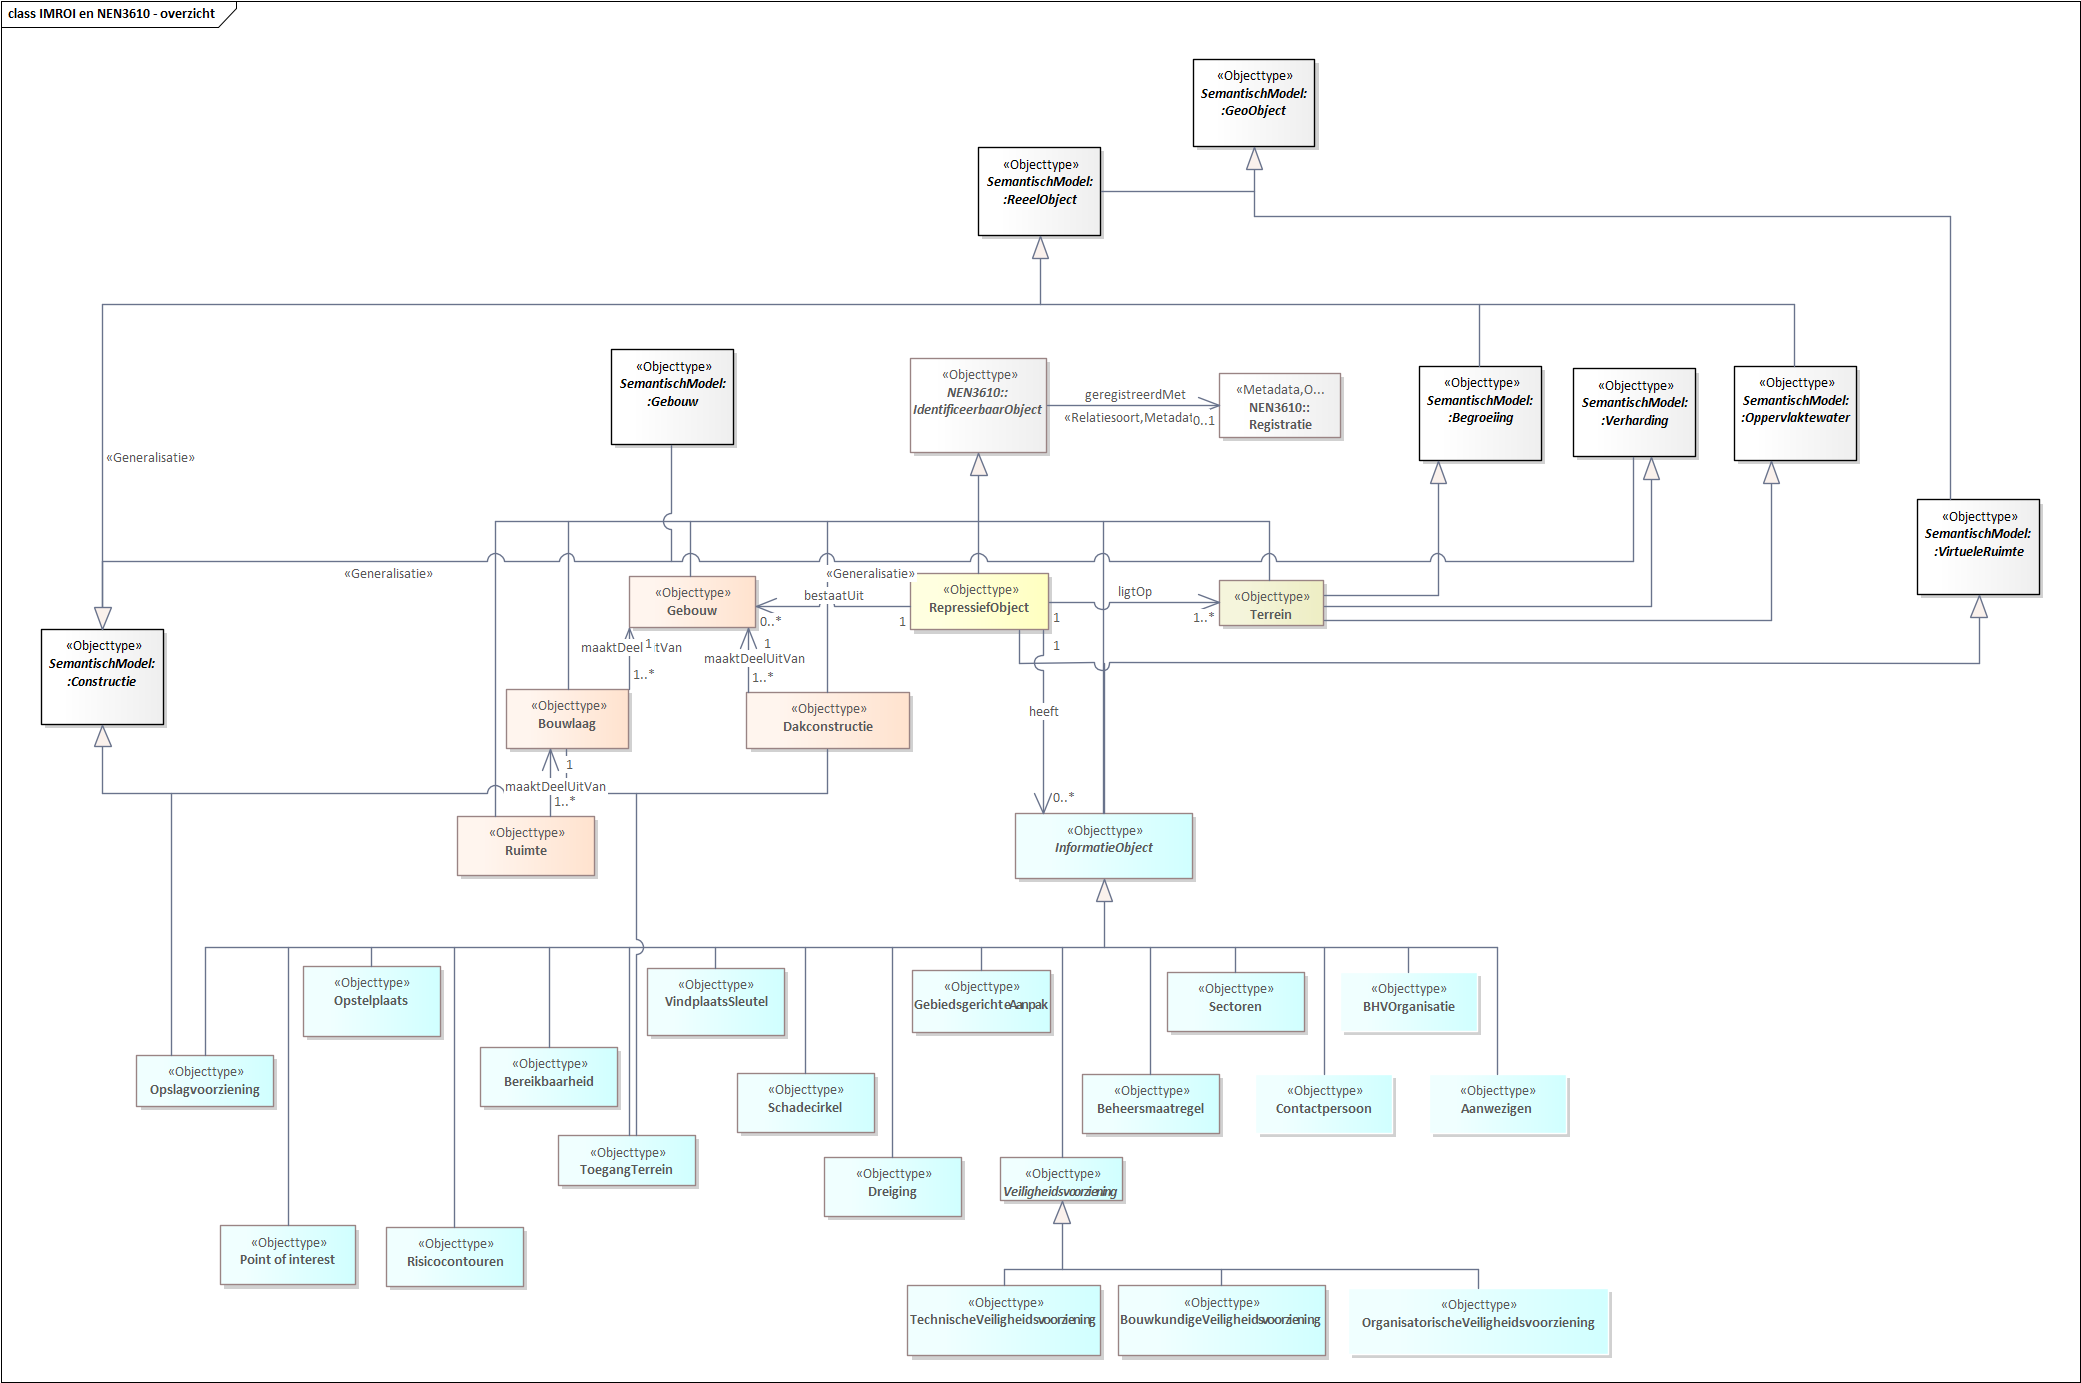 class IMROI en NEN3610 - overzicht
«Objecttype»
SemantischModel:
:GeoObject
«Objecttype»
SemantischModel:
:ReeelObject
«Objecttype»
SemantischModel:
:Gebouw
«Objecttype»
NEN3610::
IdentificeerbaarObject
geregistreerdMet
«Relatiesoort,Metadat
0..1
«Metadata,O...
NEN3610::
Registratie
«Objecttype»
SemantischModel:
:Begroeiing
«Objecttype»
SemantischModel:
:Verharding
«Objecttype»
SemantischModel:
:Oppervlaktewater
«Generalisatie»
«Objecttype»
SemantischModel:
:VirtueleRuimte
«Generalisatie»
«Generalisatie»
«Objecttype»
Gebouw
bestaatUit
0..*
1
«Objecttype»
RepressiefObject
1
1
ligtOp
1..*
«Objecttype»
Terrein
«Objecttype»
SemantischModel:
:Constructie
maaktDeel
1
tVan
1..*
1
maaktDeelUitVan
1..*
«Objecttype»
Bouwlaag
«Objecttype»
Dakconstructie
heeft
0..*
1
maaktDeelUitVan
1..*
«Objecttype»
Ruimte
«Objecttype»
InformatieObject
«Objecttype»
Opstelplaats
«Objecttype»
VindplaatsSleutel
«Objecttype»
GebiedsgerichteAanpak
«Objecttype»
Sectoren
«Objecttype»
BHVOrganisatie
«Objecttype»
Opslagvoorziening
«Objecttype»
Bereikbaarheid
«Objecttype»
Schadecirkel
«Objecttype»
Beheersmaatregel
«Objecttype»
Contactpersoon
«Objecttype»
Aanwezigen
«Objecttype»
ToegangTerrein
«Objecttype»
Dreiging
«Objecttype»
Veiligheidsvoorziening
«Objecttype»
Point of interest
«Objecttype»
Risicocontouren
«Objecttype»
TechnischeVeiligheidsvoorziening
«Objecttype»
BouwkundigeVeiligheidsvoorziening
«Objecttype»
OrganisatorischeVeiligheidsvoorziening